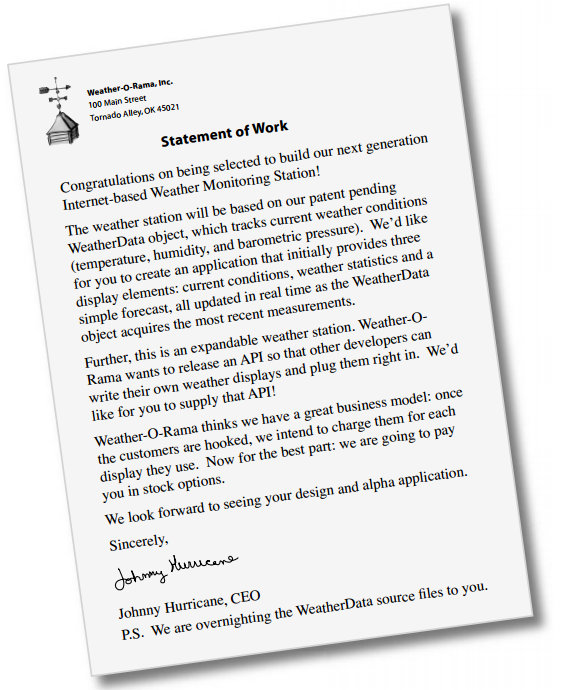 Weather-O-Rama, Inc.
100 Main Street
Tornado Alley, OK 45021
Statement of Work
Congratulations on being selected to build our next generation
Internet-based Weather Monitoring Station!
The weather station will be based on our patent pending
WeatherData object, which tracks current weather conditions
(temperature, humidity, and barometric pressure).  We'd like
for you to create an application that initially provides three
display elements: current conditions, weather statistics and a
simple forecast, all updated in real time as the WeatherData
object acquires the most recent measurements.
Further, this is an expandable weather station. Weather-O-
Rama wants to release an API so that other developers can
write their own weather displays and plug them right in.  We'd
like for you to supply that API!
Weather-O-Rama thinks we have a great business model: once
the customers are hooked, we intend to charge them for each
display they use.  Now for the best part: we are going to pay
you in stock options.
We look forward to seeing your design and alpha application.
Sincerely,
Johnny Hurricane
Johnny Hurricane, CEO
P.S.  We are overnighting the WeatherData source files to you.